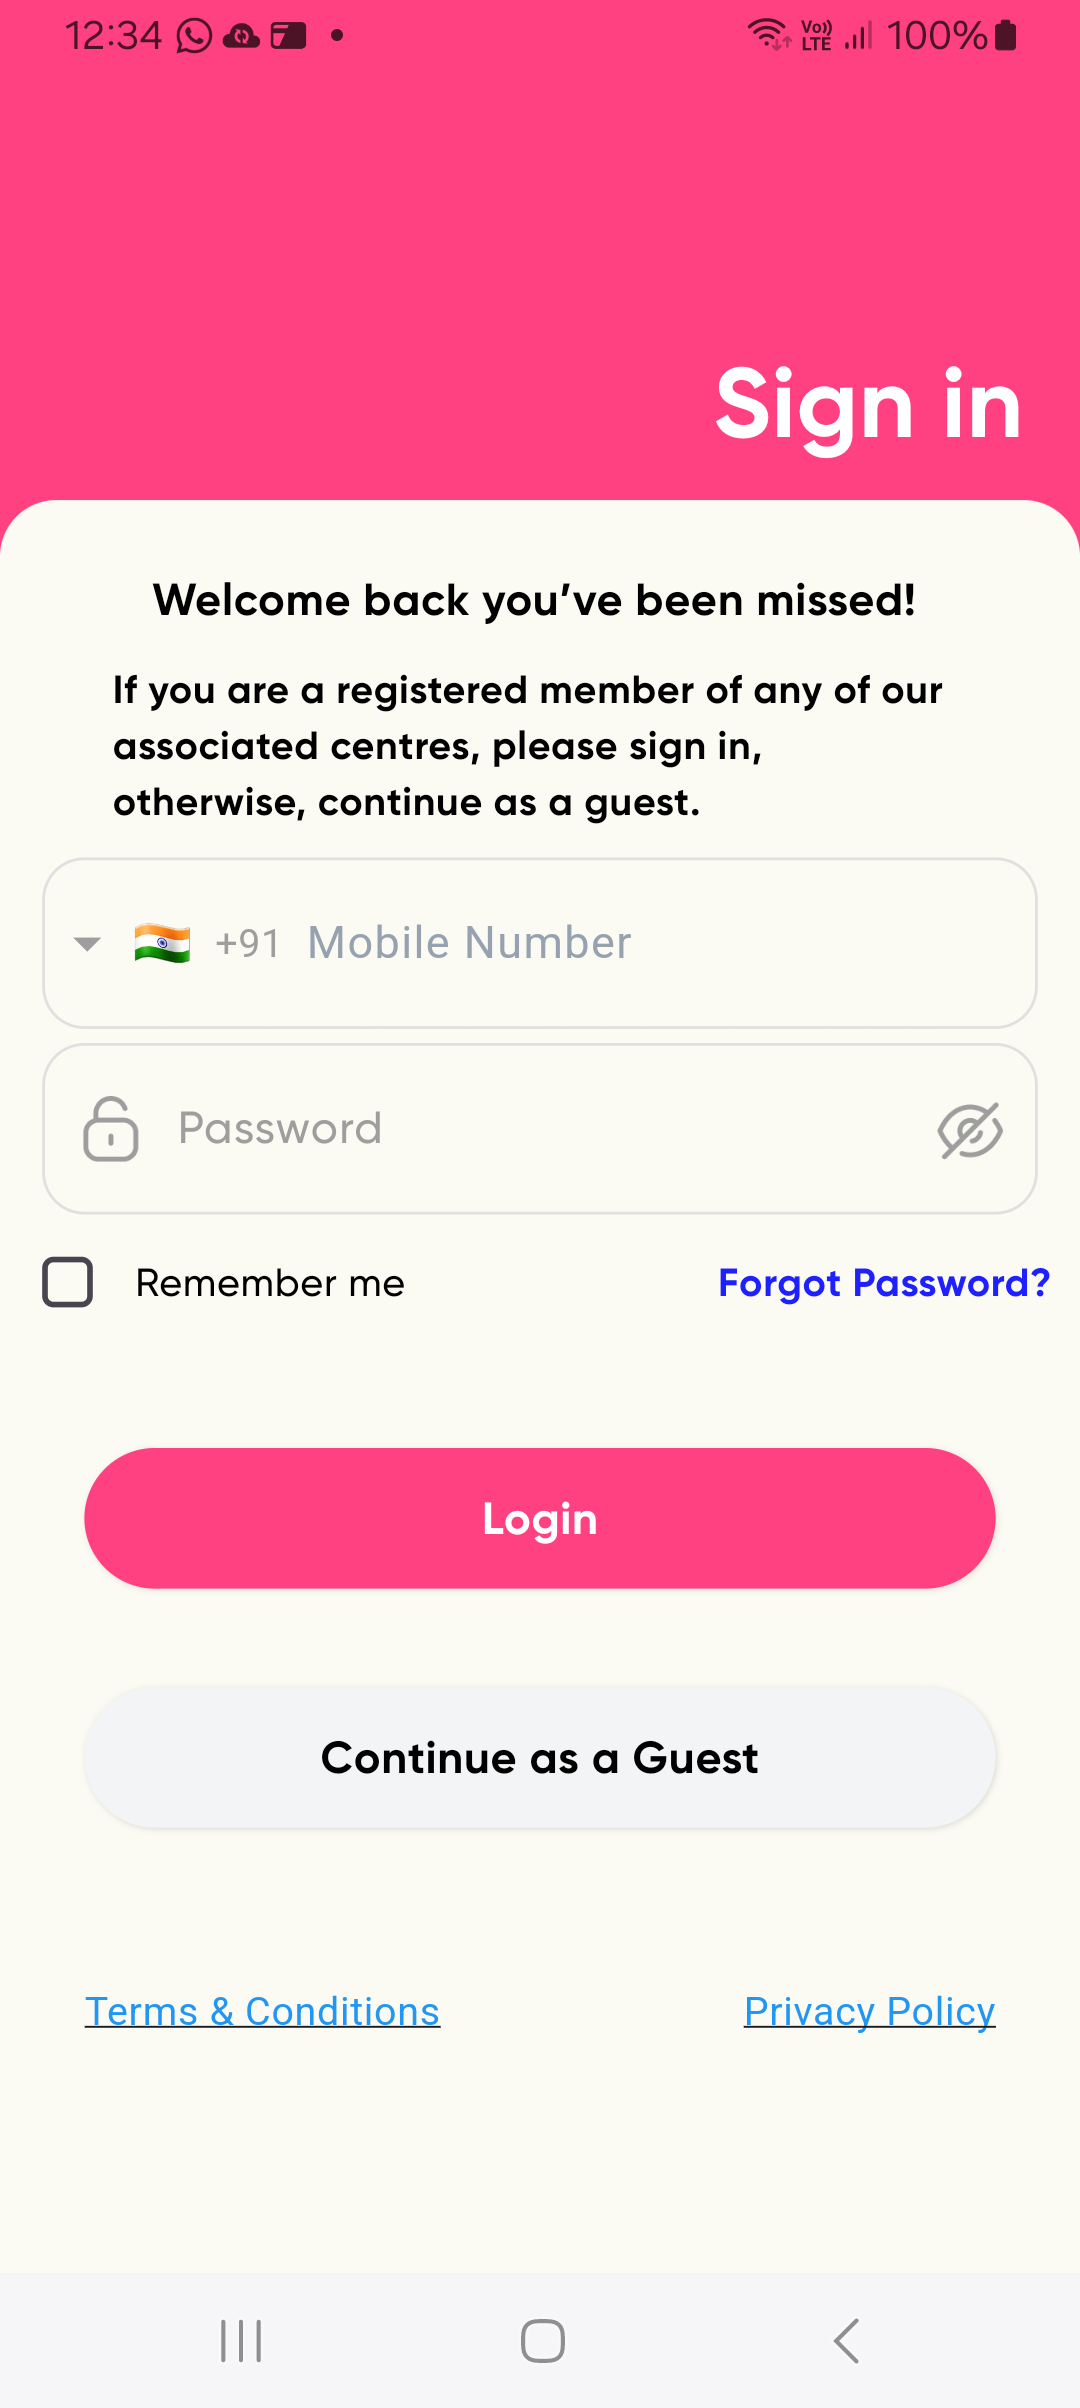 12:34
Vo))
LTE
100%
Sign in
Welcome back you’ve been missed!
If you are a registered member of any of our
associated centres, please sign in,
otherwise, continue as a guest.
+91 Mobile Number
Password
Remember me
Forgot Password?
Login
Continue as a Guest
Terms & Conditions
Privacy Policy